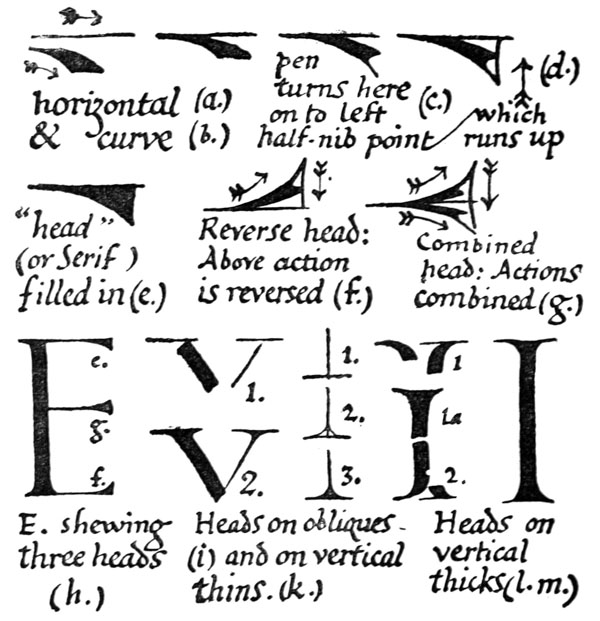 horizontal (a.)
& curve (b.)
pen
turns here
on to left (c.)
half-nib point
(d.)
which
runs up
"head"
(or Serif)
filled in (e.)
Reverse head:
Above action
is reversed (f.)
Combined
head: Actions
combined (g.)
E
e.
g.
f.
V
1.
V
2.
1.
2.
3.
1
1a
2.
I
E. shewing
three heads
(h.)
Heads on obliques -
(i) and on vertical
thins. (k.)
Heads on
vertical
thicks (l. m.)